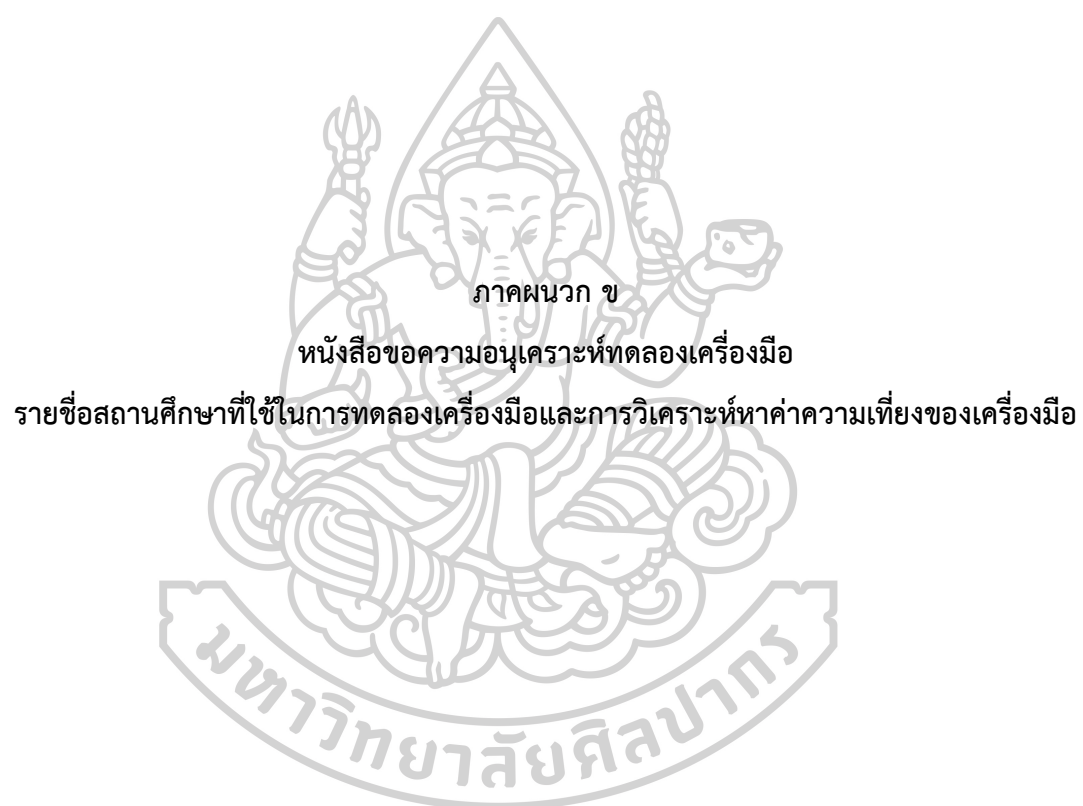 ภาคผนวก ข
หนังสือขอความอนุเคราะห์ทดลองเครื่องมือ
รายชื่อสถานศึกษาที่ใช้ในการทดลองเครื่องมือและการวิเคราะห์หาค่าความเที่ยงของเครื่องมือ
มหาวิทยาลัยศิลปากร